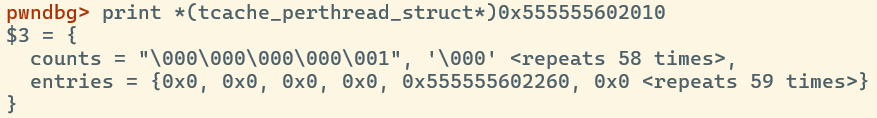 pwndbg> print *(tcache_perthread_struct*)0x555555602010
$3 = {
  counts = "\000\000\000\000\001", '\000' <repeats 58 times>,
  entries = {0x0, 0x0, 0x0, 0x0, 0x555555602260, 0x0 <repeats 59 times>}
}